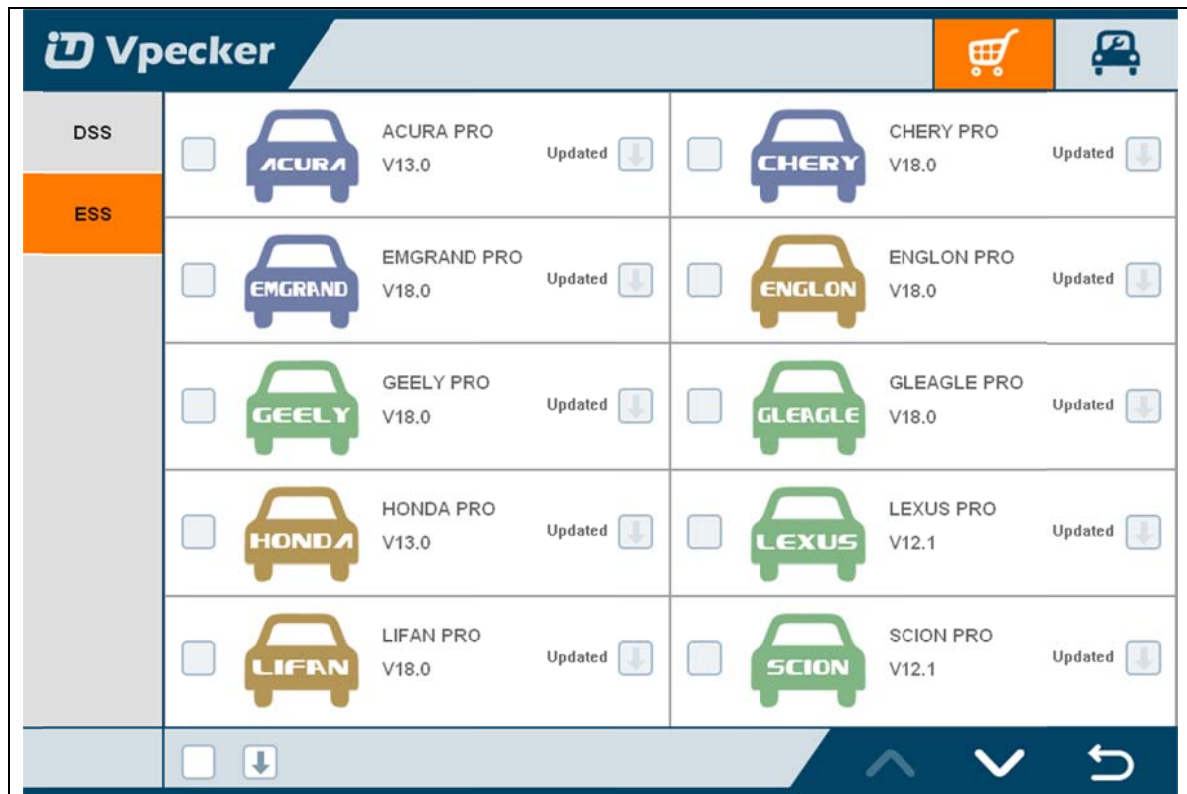 Vpecker
DSS
ESS
ACURA
ACURA PRO
V13.0
Updated
CHERY
CHERY PRO
V18.0
Updated
EMGRAND
EMGRAND PRO
V18.0
Updated
ENGLON
ENGLON PRO
V18.0
Updated
GEELY
GEELY PRO
V18.0
Updated
GLEAGLE
GLEAGLE PRO
V18.0
Updated
HONDA
HONDA PRO
V13.0
Updated
LEXUS
LEXUS PRO
V12.1
Updated
LIFAN
LIFAN PRO
V18.0
Updated
SCION
SCION PRO
V12.1
Updated